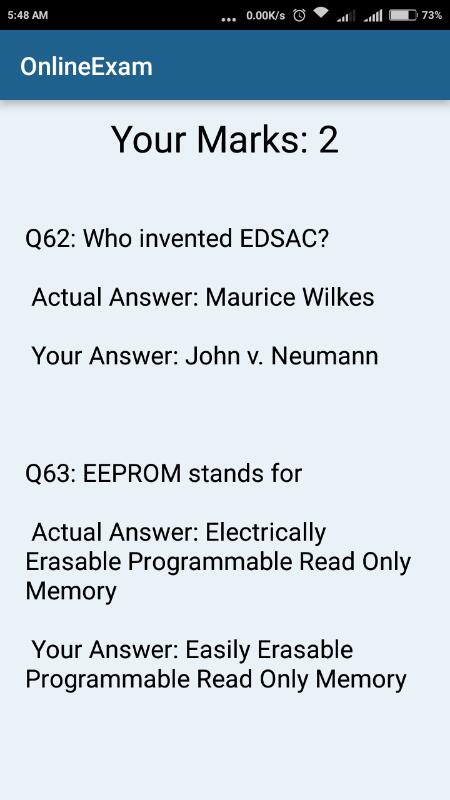 5:48 AM ... 0.00K/s 73%
OnlineExam
Your Marks: 2
Q62: Who invented EDSAC?
Actual Answer: Maurice Wilkes
Your Answer: John v. Neumann
Q63: EEPROM stands for
Actual Answer: Electrically
Erasable Programmable Read Only
Memory
Your Answer: Easily Erasable
Programmable Read Only Memory